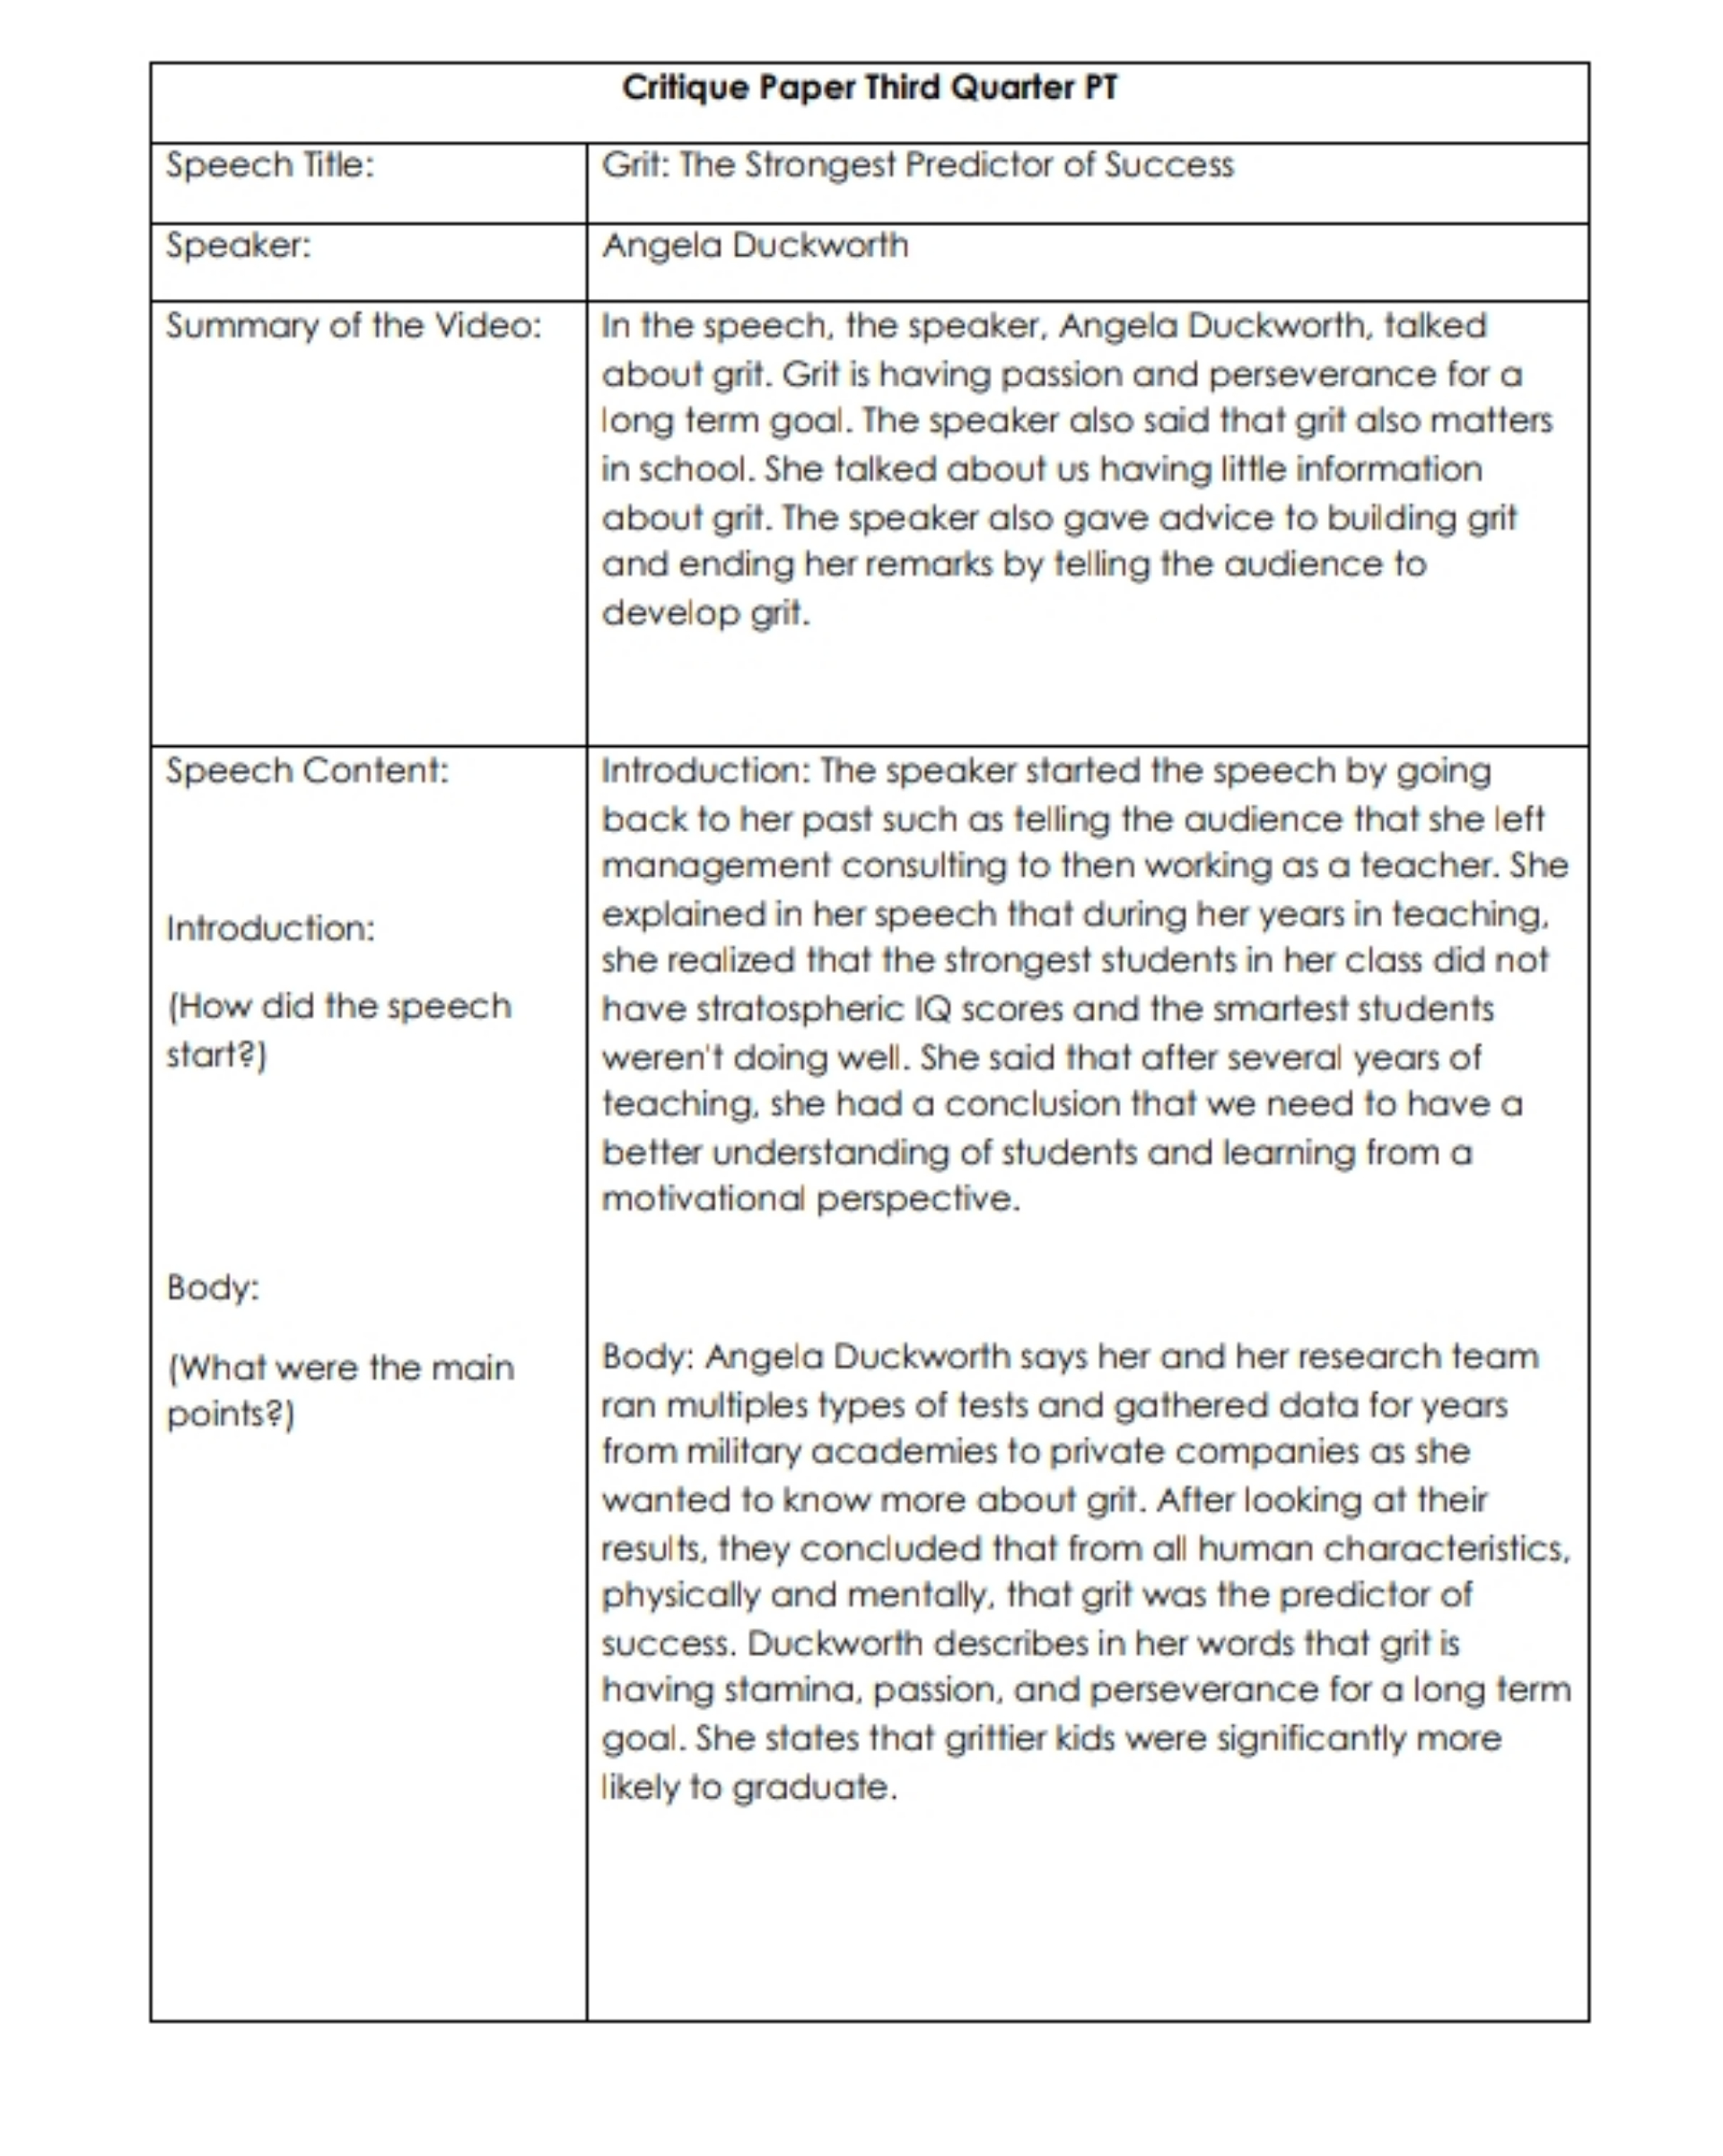 Critique Paper Third Quarter PT
Speech Title:
Grit: The Strongest Predictor of Success
Speaker:
Angela Duckworth
Summary of the Video:
In the speech, the speaker, Angela Duckworth, talked
about grit. Grit is having passion and perseverance for a
long term goal. The speaker also said that grit also matters
in school. She talked about us having little information
about grit. The speaker also gave advice to building grit
and ending her remarks by telling the audience to
develop grit.
Speech Content:
Introduction:
(How did the speech
start?)
Introduction: The speaker started the speech by going
back to her past such as telling the audience that she left
management consulting to then working as a teacher. She
explained in her speech that during her years in teaching,
she realized that the strongest students in her class did not
have stratospheric IQ scores and the smartest students
weren't doing well. She said that after several years of
teaching, she had a conclusion that we need to have a
better understanding of students and learning from a
motivational perspective.
Body:
(What were the main
points?)
Body: Angela Duckworth says her and her research team
ran multiples types of tests and gathered data for years
from military academies to private companies as she
wanted to know more about grit. After looking at their
results, they concluded that from all human characteristics,
physically and mentally, that grit was the predictor of
success. Duckworth describes in her words that grit is
having stamina, passion, and perseverance for a long term
goal. She states that grittier kids were significantly more
likely to graduate.